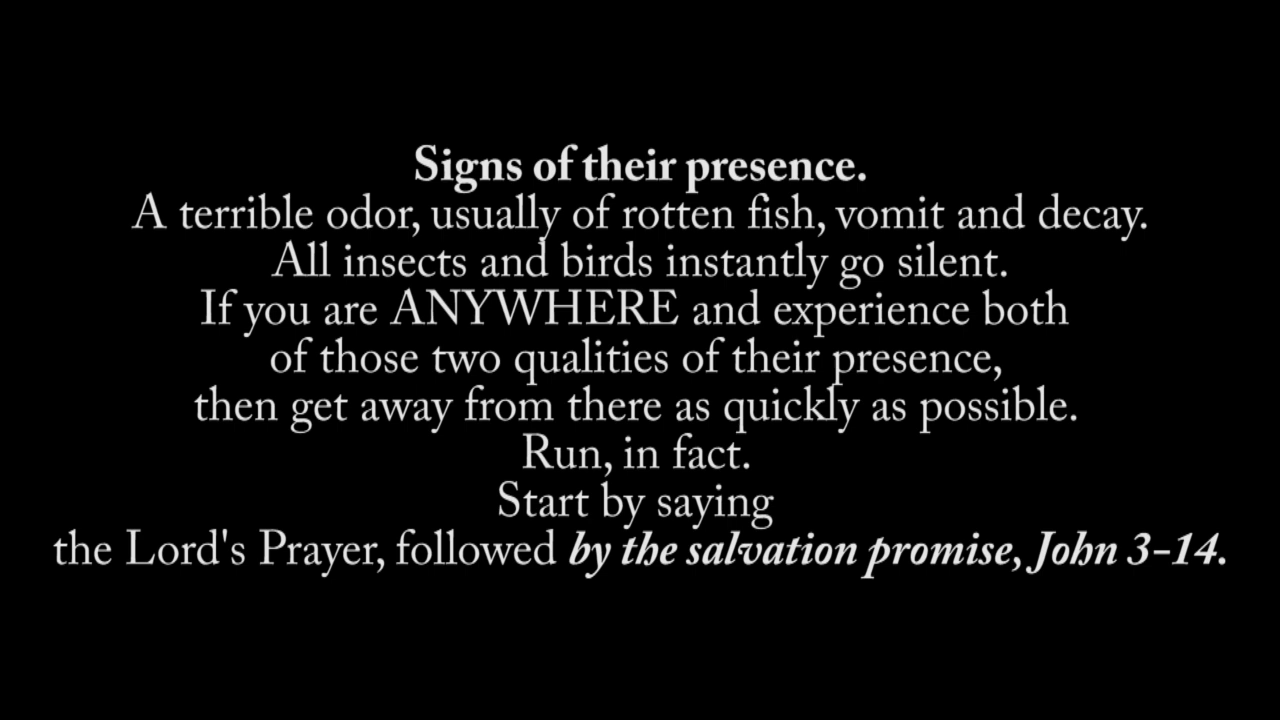 Signs of their presence.
A terrible odor, usually of rotten fish, vomit and decay.
All insects and birds instantly go silent.
If you are ANYWHERE and experience both
of those two qualities of their presence,
then get away from there as quickly as possible.
Run, in fact.
Start by saying
the Lord's Prayer, followed by the salvation promise, John 3-14.